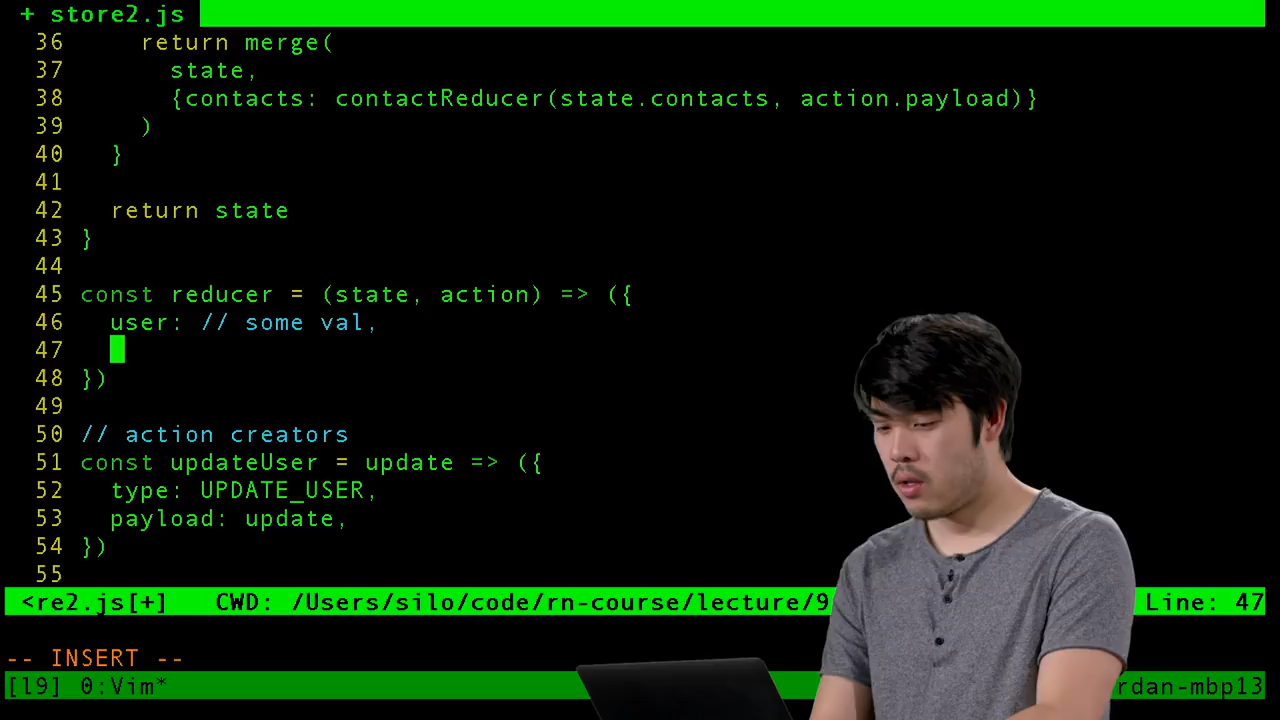 + store2.js
36 return merge(
37 state,
38 {contacts: contactReducer(state.contacts, action.payload)}
39 )
40 }
41
42 return state
43 }
44
45 const reducer = (state, action) => ({
46 user: // some val,
47
48 })
49
50 // action creators
51 const updateUser = update => ({
52 type: UPDATE_USER,
53 payload: update,
54 })
55
<re2.js[+] CWD: /Users/silo/code/rn-course/lecture/9 Line: 47
-- INSERT --
[l9] 0:Vim* rdan-mbp13